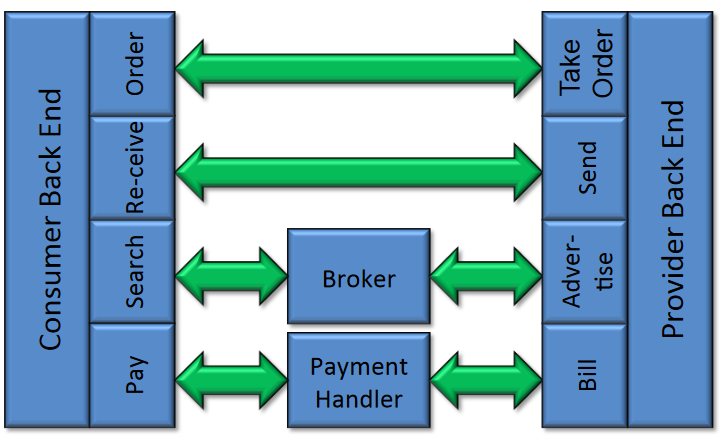 Consumer Back End
Order
Re-ceive
Search
Pay
Broker
Payment
Handler
Take
Order
Send
Adver-
tise
Bill
Provider Back End